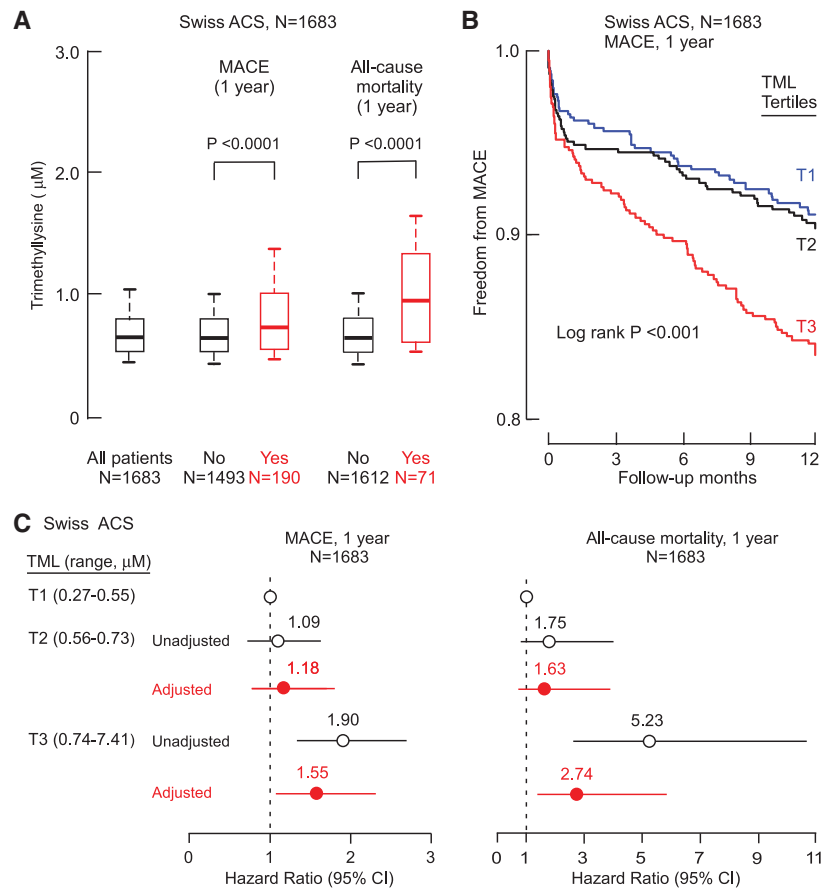 A
Swiss ACS, N=1683
3.0
2.0
1.0
0
Trimethyllysine ( μM)
MACE
(1 year)
All-cause
mortality
(1 year)
P <0.0001
P <0.0001
All patients
N=1683
No
N=1493
Yes
N=190
No
N=1612
Yes
N=71
B
Swiss ACS, N=1683
MACE, 1 year
1.0
0.9
0.8
Freedom from MACE
TML
Tertiles
T1
T2
T3
Log rank P <0.001
0
3
6
9
12
Follow-up months
C
Swiss ACS
TML (range, μM)
T1 (0.27-0.55)
T2 (0.56-0.73)
Unadjusted
Adjusted
T3 (0.74-7.41)
Unadjusted
Adjusted
MACE, 1 year
N=1683
1.09
1.18
1.90
1.55
0
1
2
3
Hazard Ratio (95% CI)
All-cause mortality, 1 year
N=1683
1.75
1.63
5.23
2.74
0
1
3
5
7
9
11
Hazard Ratio (95% CI)